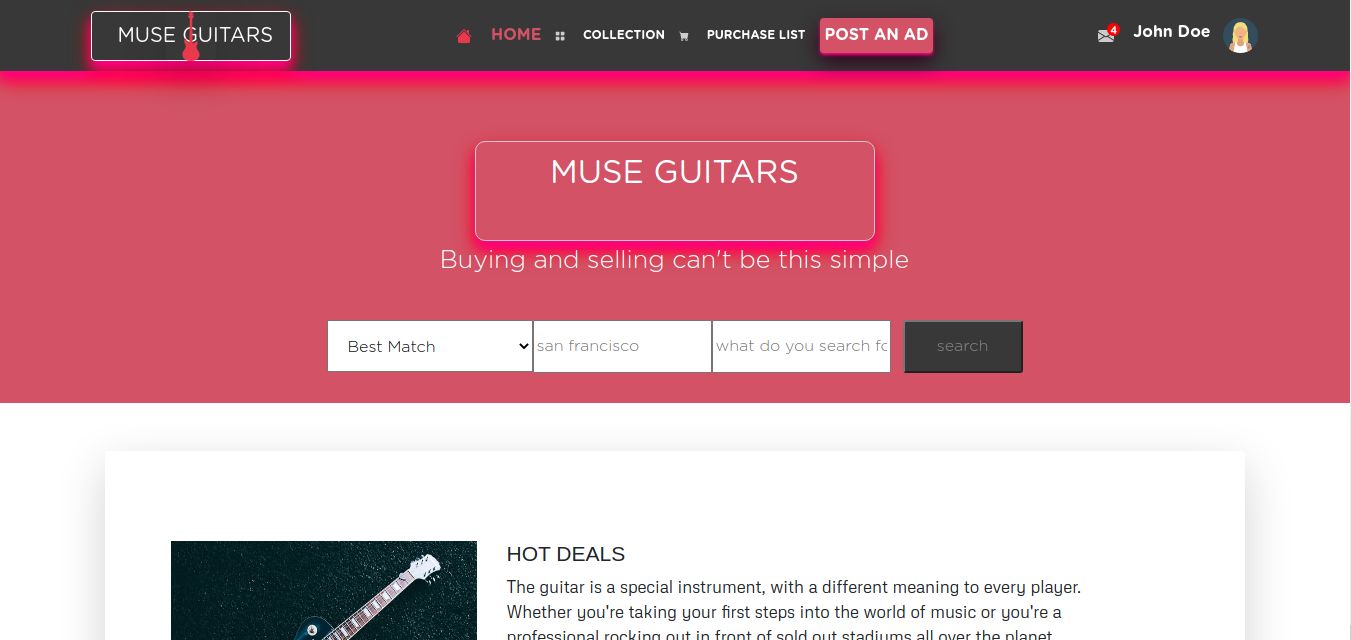 MUSE GUITARS
HOME
COLLECTION
PURCHASE LIST
POST AN AD
4
John Doe
MUSE GUITARS
Buying and selling can't be this simple
Best Match
san francisco
what do you search fo
search
HOT DEALS
The guitar is a special instrument, with a different meaning to every player.
Whether you're taking your first steps into the world of music or you're a
professional rocking out in front of sold out stadiums all over the planet